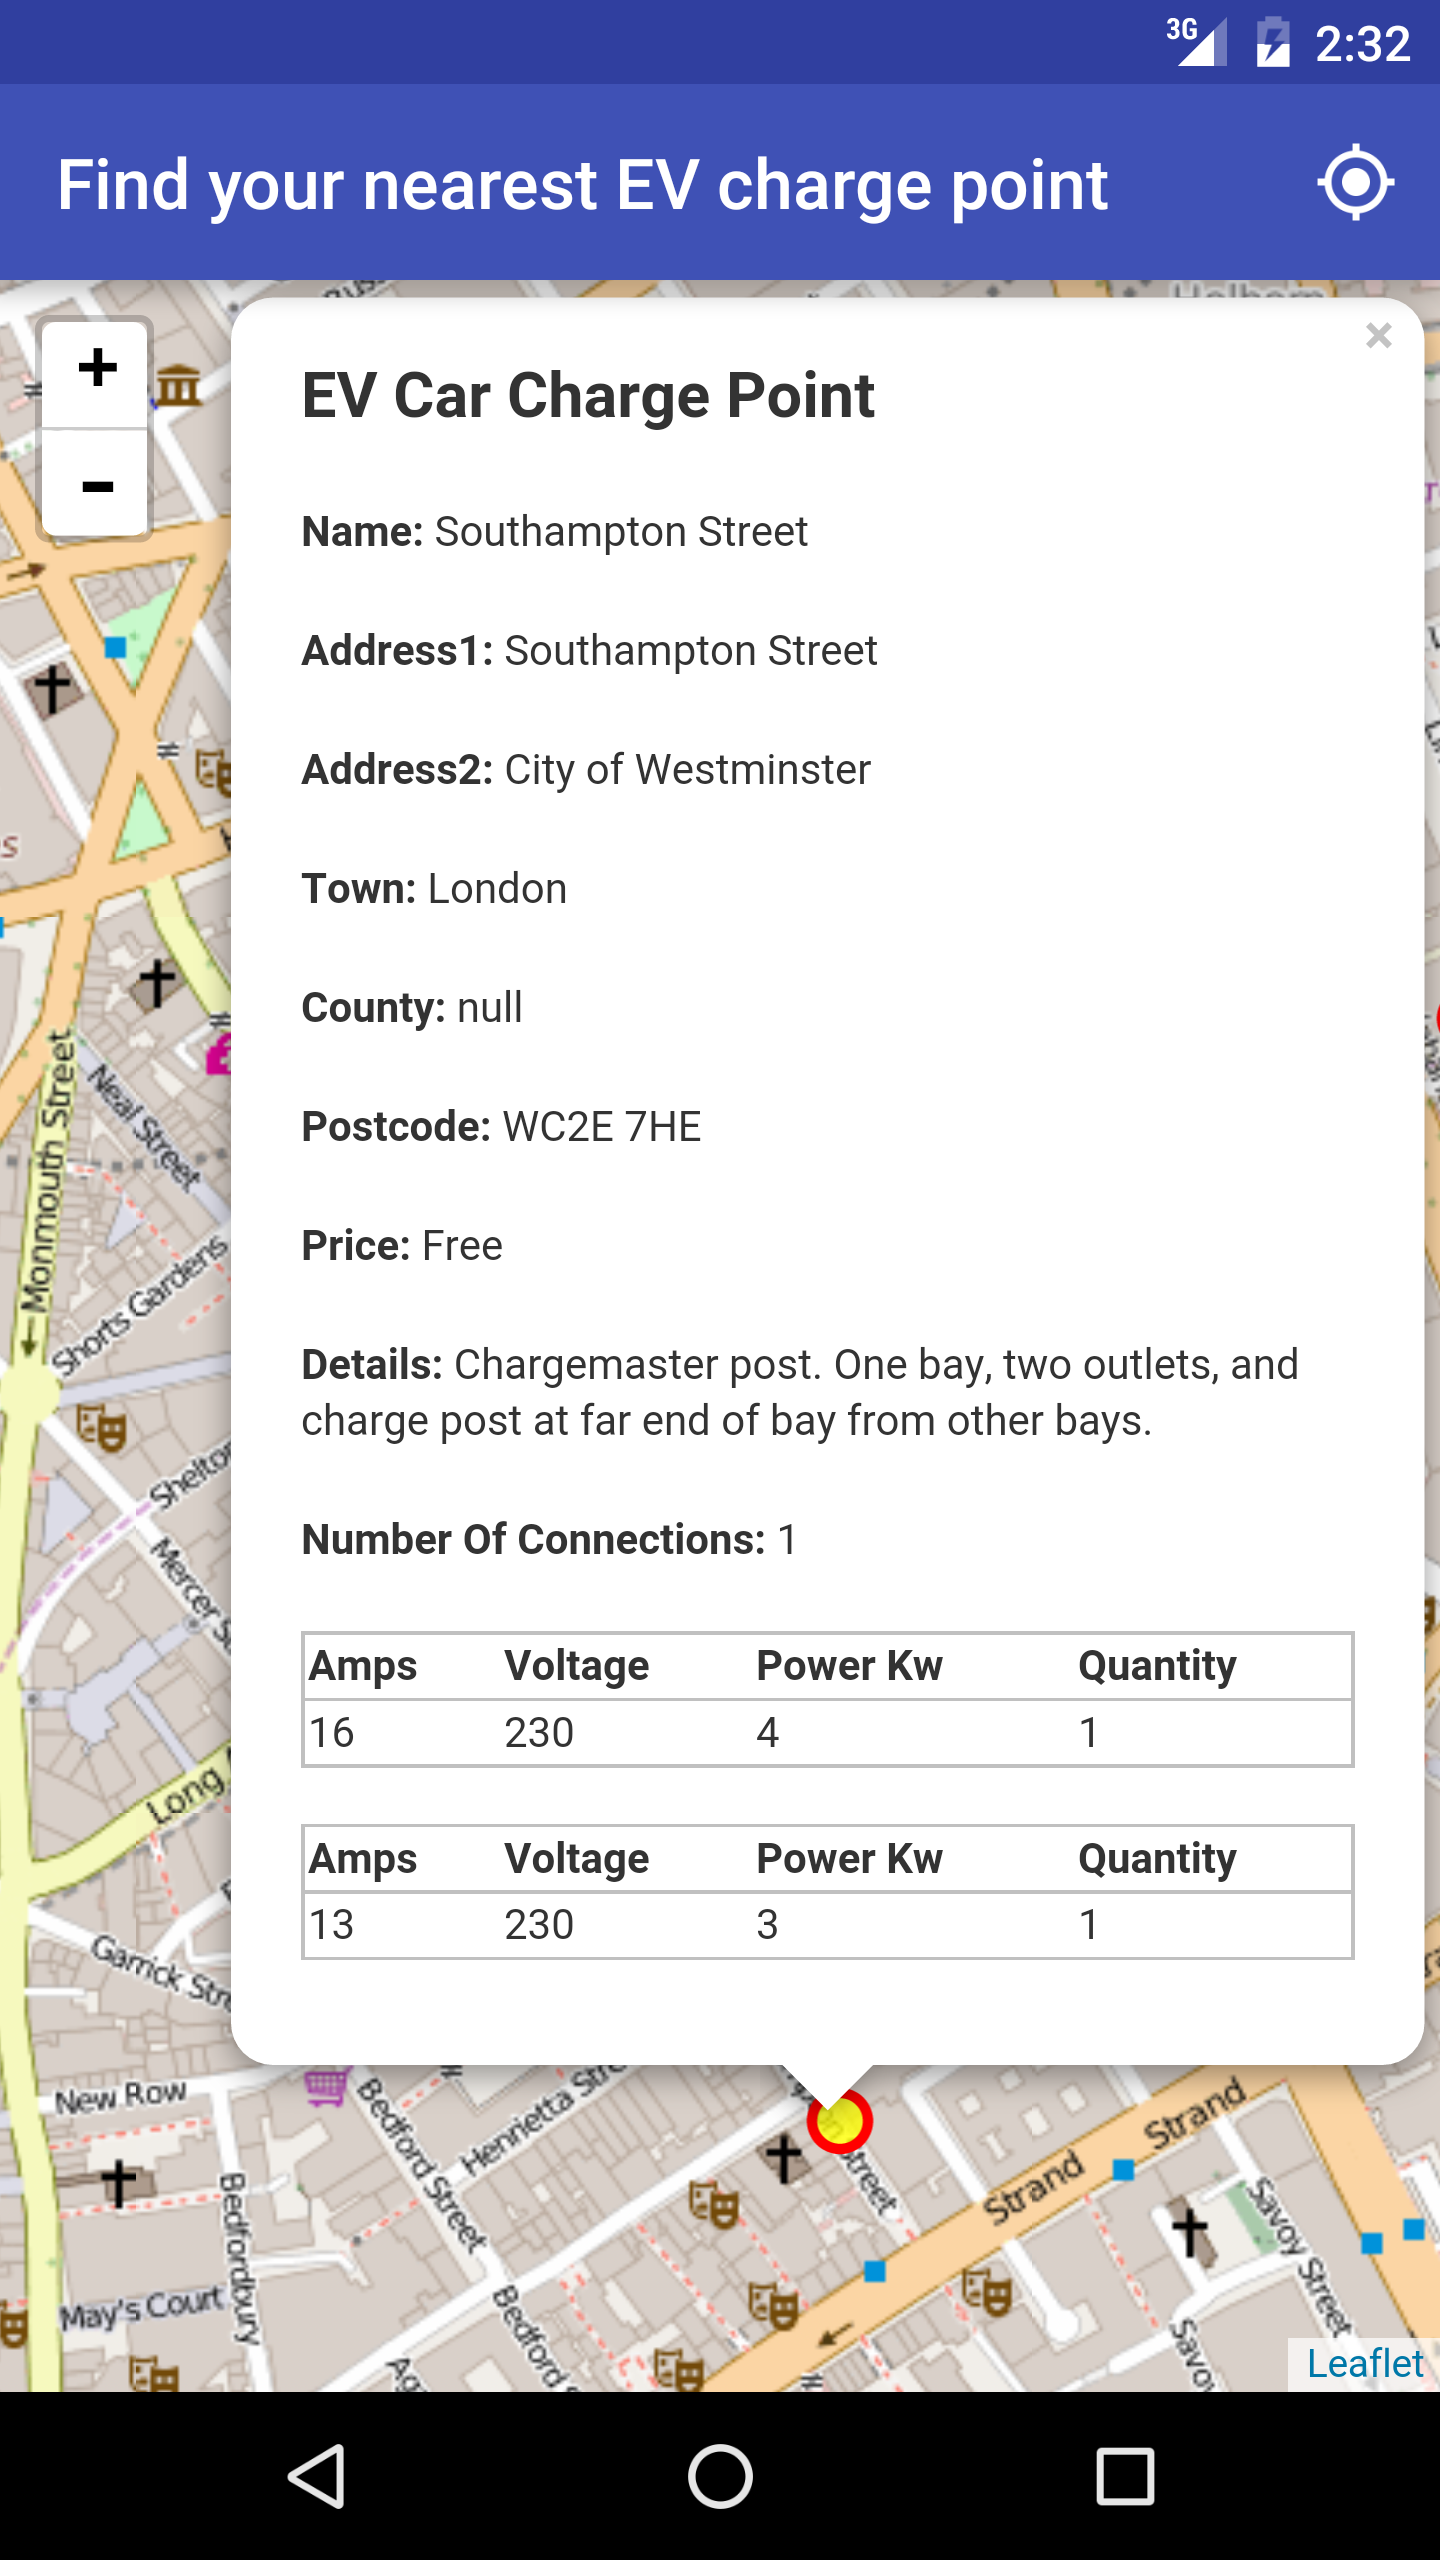 3G 2:32
Find your nearest EV charge point
+
-
×
EV Car Charge Point
Name: Southampton Street
Address1: Southampton Street
Address2: City of Westminster
Town: London
County: null
Postcode: WC2E 7HE
Price: Free
Details: Chargemaster post. One bay, two outlets, and
charge post at far end of bay from other bays.
Number Of Connections: 1
Amps Voltage Power Kw Quantity
16 230 4 1
Amps Voltage Power Kw Quantity
13 230 3 1
Monmouth Street
Neal Street
Shorts Gardens
Mercer
Long
Garrick
New Row
Bedford Street
Henrietta
Bedfordbury
May's Court
Bedford
Street
Strand
Strand
Savoy Street
Leaflet